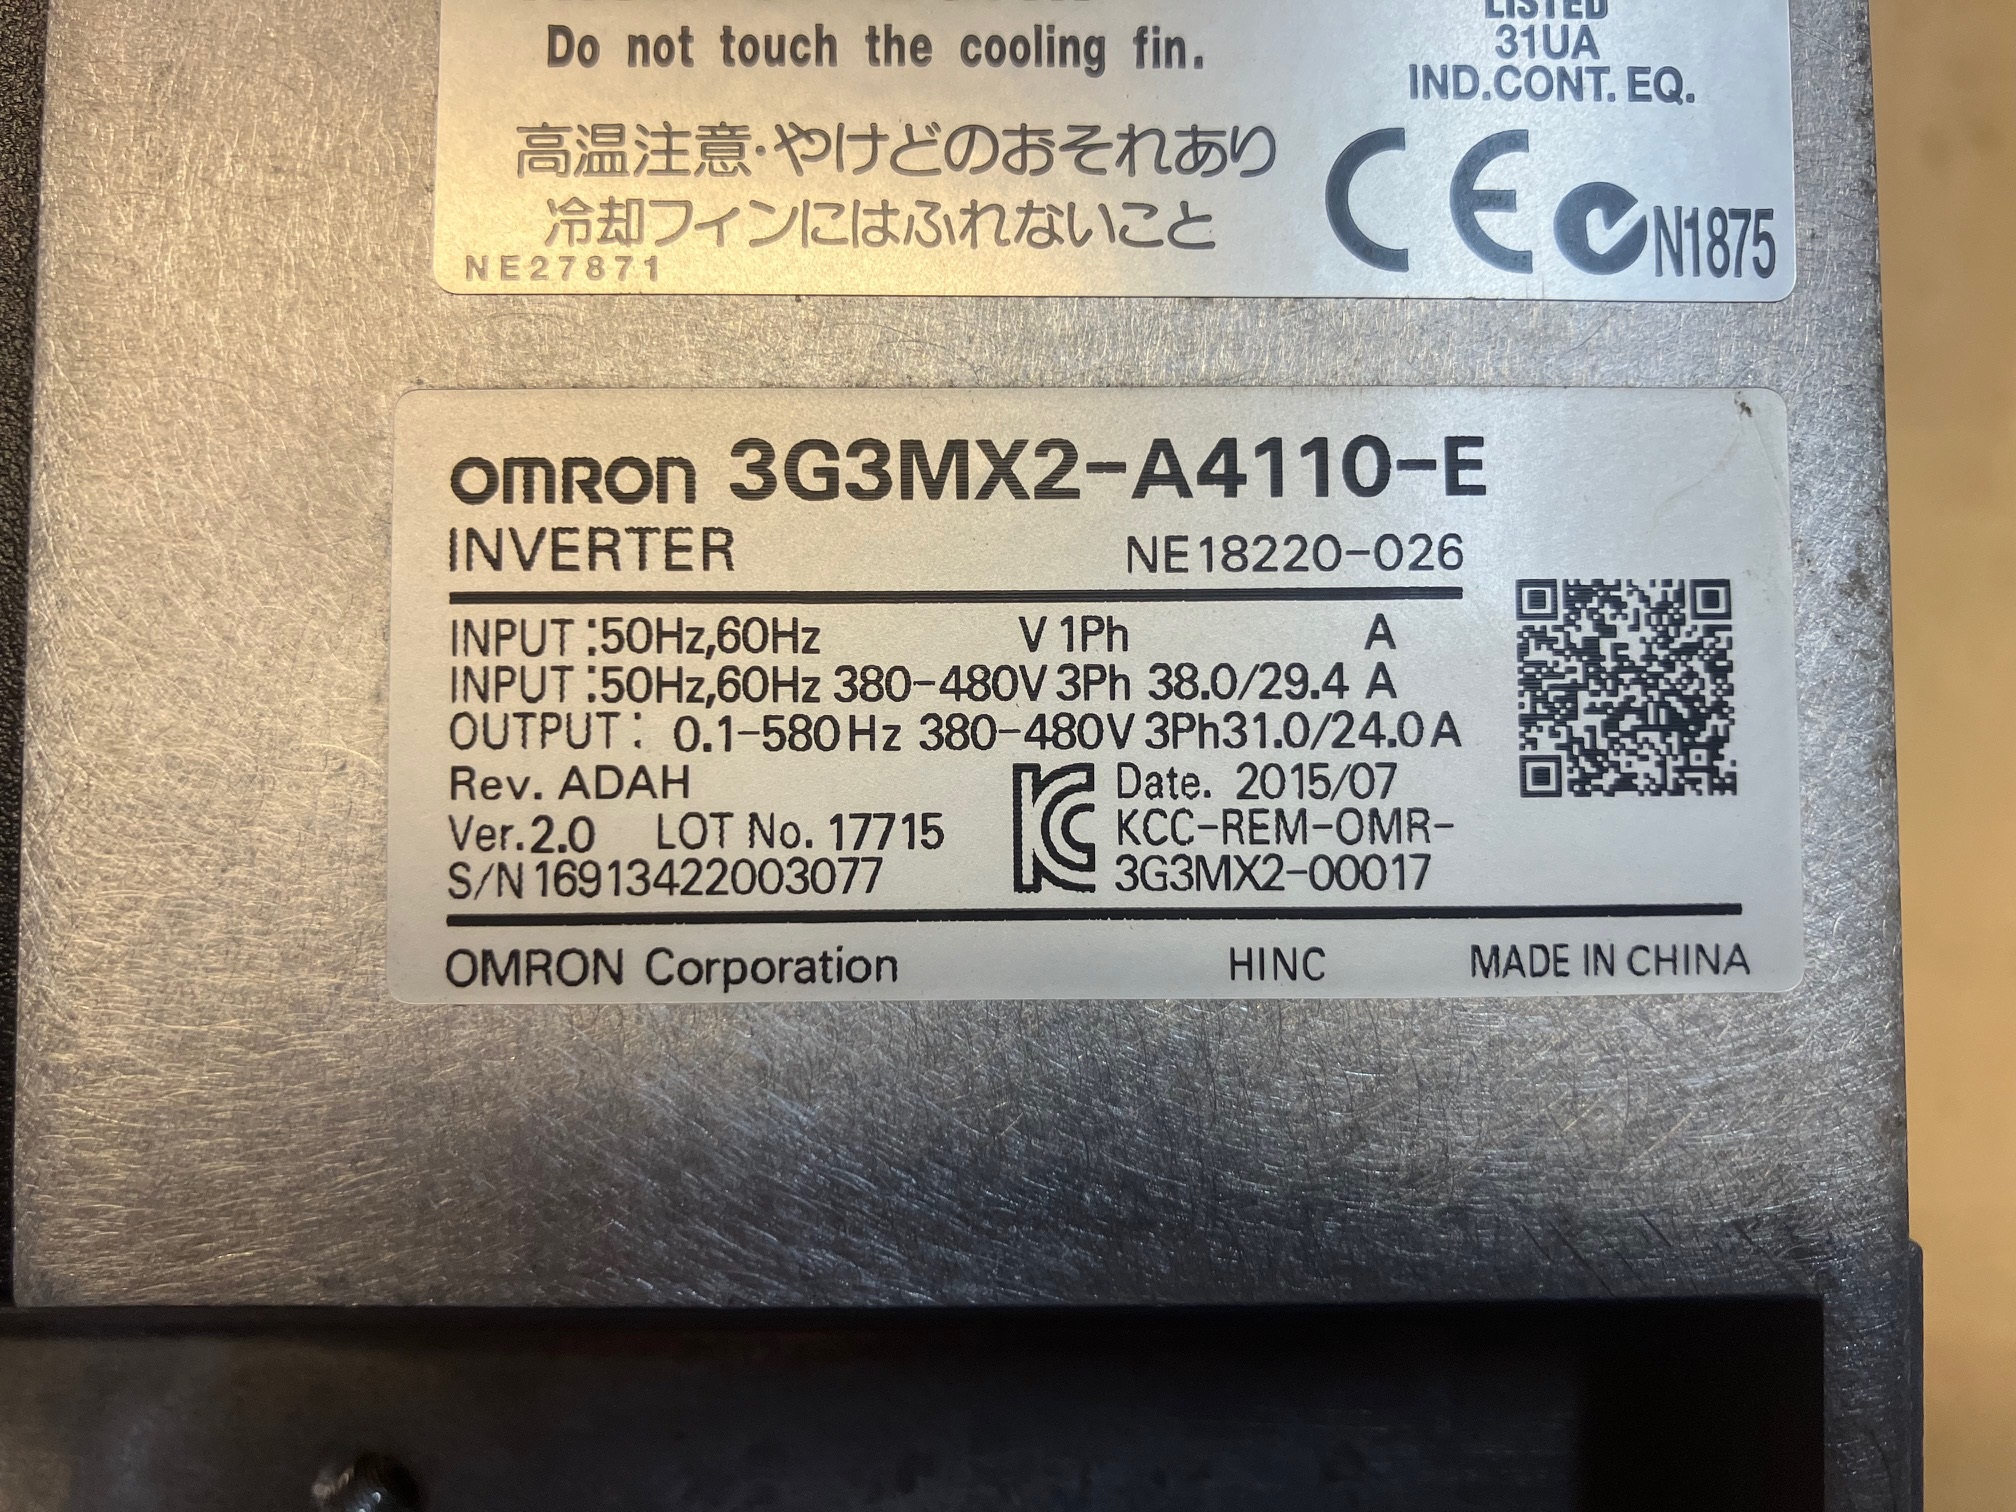 Do not touch the cooling fin.
LISTED
31UA
IND.CONT. EQ.
高温注意・やけどのおそれあり
冷却フィンにはふれないこと
NE27871
CE
N1875
OMRON 3G3MX2-A4110-E
INVERTER NE18220-026
INPUT :50Hz,60Hz V 1Ph A
INPUT :50Hz,60Hz 380-480V 3Ph 38.0/29.4 A
OUTPUT: 0.1-580Hz 380-480V 3Ph31.0/24.0A
Rev. ADAH
Ver.2.0 LOT No. 17715
S/N 16913422003077
Date. 2015/07
KCC-REM-OMR-
3G3MX2-00017
OMRON Corporation HINC MADE IN CHINA